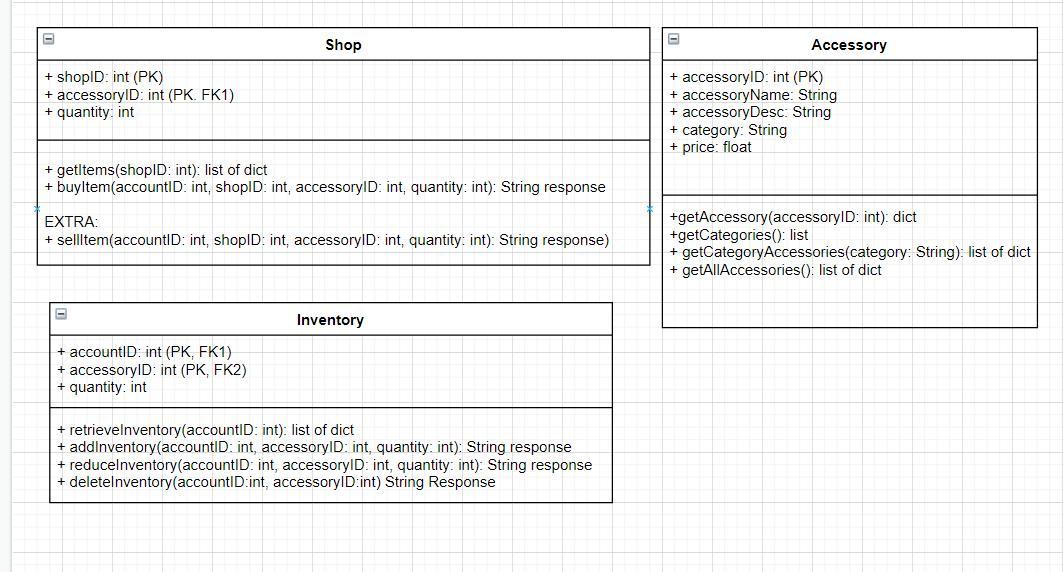 Shop
+ shopID: int (PK)
+ accessoryID: int (PK. FK1)
+ quantity: int
+ getItems(shopID: int): list of dict
+ buyItem(accountID: int, shopID: int, accessoryID: int, quantity: int): String response
EXTRA:
+ sellItem(accountID: int, shopID: int, accessoryID: int, quantity: int): String response)
Accessory
+ accessoryID: int (PK)
+ accessoryName: String
+ accessoryDesc: String
+ category: String
+ price: float
+getAccessory(accessoryID: int): dict
+getCategories(): list
+ getCategoryAccessories(category: String): list of dict
+ getAllAccessories(): list of dict
Inventory
+ accountID: int (PK, FK1)
+ accessoryID: int (PK, FK2)
+ quantity: int
+ retrieveInventory(accountID: int): list of dict
+ addInventory(accountID: int, accessoryID: int, quantity: int): String response
+ reduceInventory(accountID: int, accessoryID: int, quantity: int): String response
+ deleteInventory(accountID:int, accessoryID:int) String Response